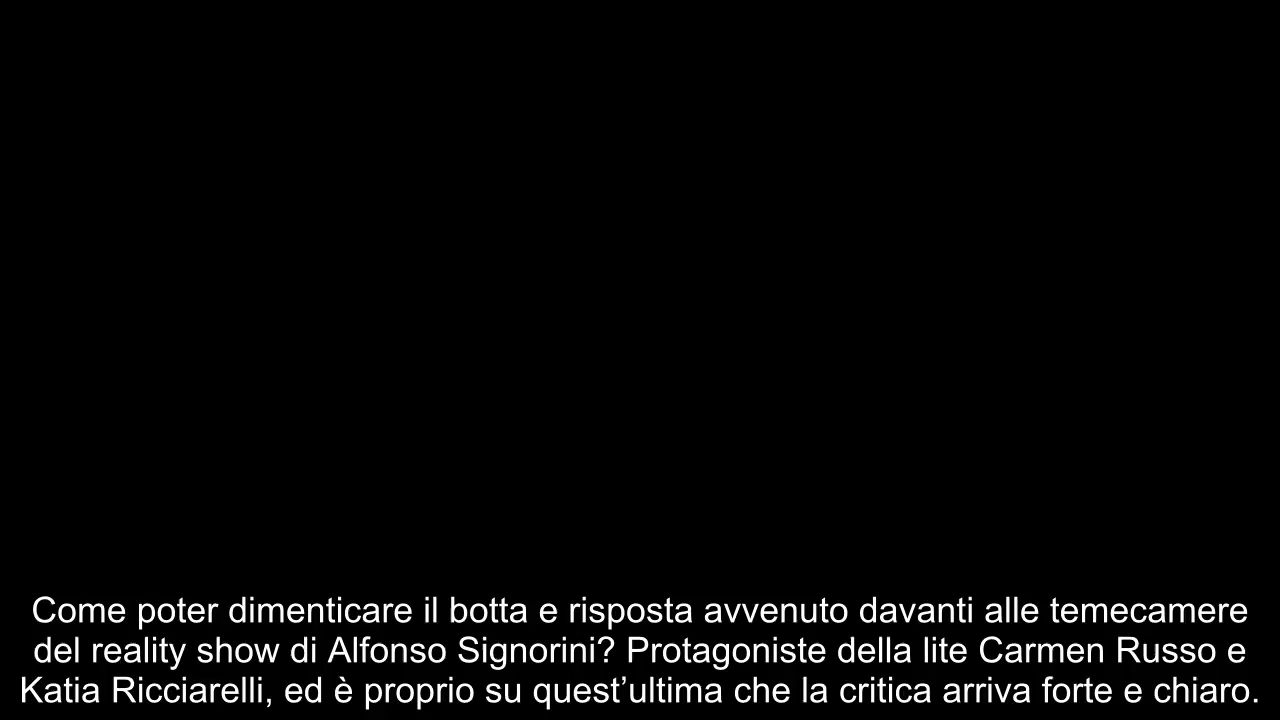 Come poter dimenticare il botta e risposta avvenuto davanti alle temecamere
del reality show di Alfonso Signorini? Protagoniste della lite Carmen Russo e
Katia Ricciarelli, ed è proprio su quest’ultima che la critica arriva forte e chiaro.